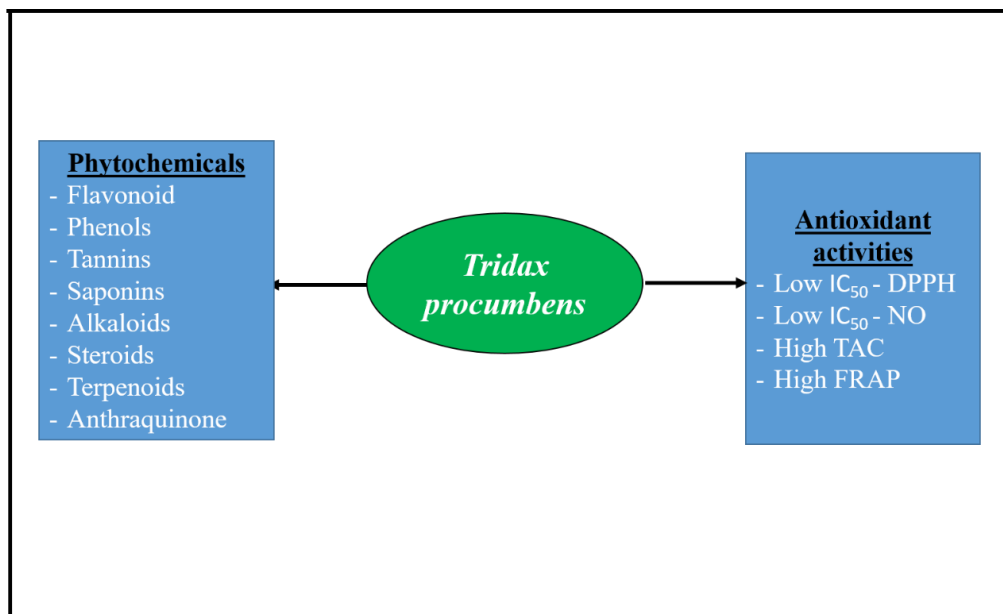 Phytochemicals
- Flavonoid
- Phenols
- Tannins
- Saponins
- Alkaloids
- Steroids
- Terpenoids
- Anthraquinone
Tridax
procumbens
Antioxidant
activities
- Low IC₅₀ - DPPH
- Low IC₅₀ - NO
- High TAC
- High FRAP